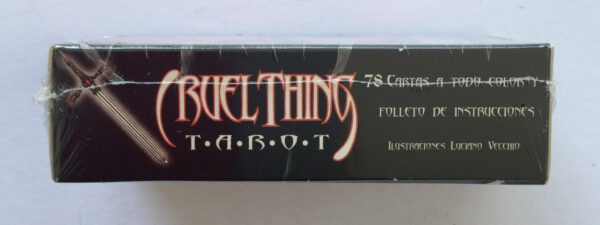 CRUEL THING
T·A·R·O·T
78 CARTAS A TODO COLOR Y
FOLLETO DE INSTRUCCIONES
ILUSTRACIONES LUCIANO VECCHIO